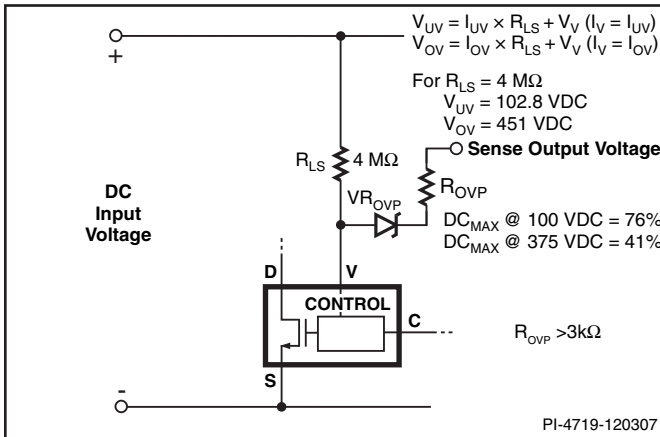 V_UV = I_UV × R_LS + V_V (I_V = I_UV)
V_OV = I_OV × R_LS + V_V (I_V = I_OV)
For R_LS = 4 MΩ
V_UV = 102.8 VDC
V_OV = 451 VDC
Sense Output Voltage
+
R_LS
4 MΩ
R_OVP
VR_OVP
DC
Input
Voltage
DC_MAX @ 100 VDC = 76%
DC_MAX @ 375 VDC = 41%
D
V
CONTROL
C
R_OVP >3kΩ
S
-
PI-4719-120307